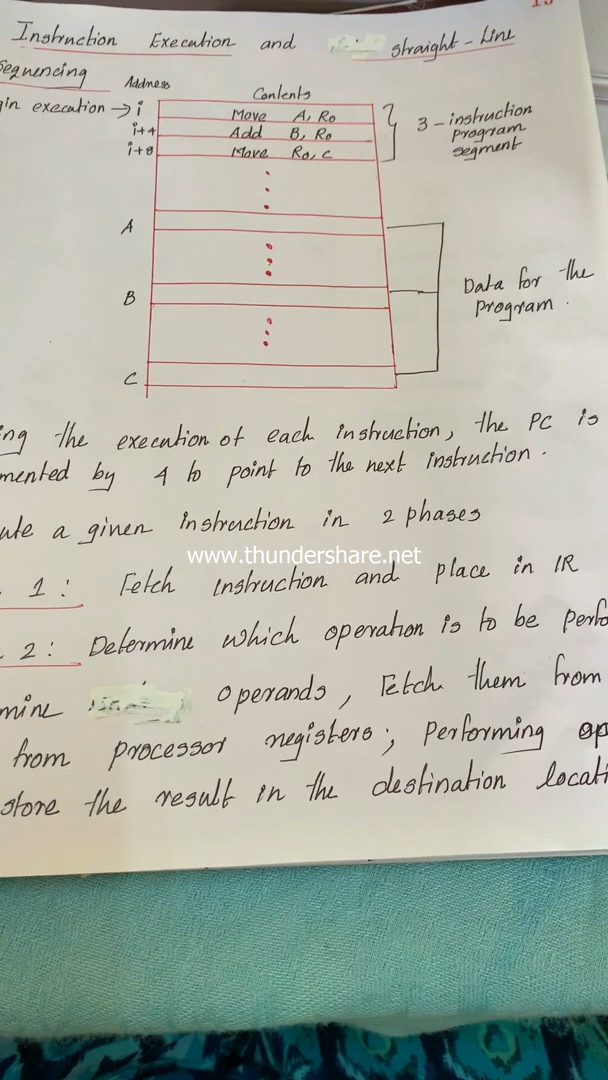 Instruction Execution and straight-Line
Sequencing
Address
Contents
gin execution → i
Move A, R0
3-instruction
program
segment
i+4
Add B, R0
i+8
Move R0, C
A
B
Data for the
program.
C
ing the execution of each instruction, the PC is
mented by 4 to point to the next instruction.
ute a given instruction in 2 phases
www.thundershare.net
1: Fetch instruction and place in IR
2: Determine which operation is to be perfo
mine operands, Fetch them from
from processor registers; Performing op
store the result in the destination locati